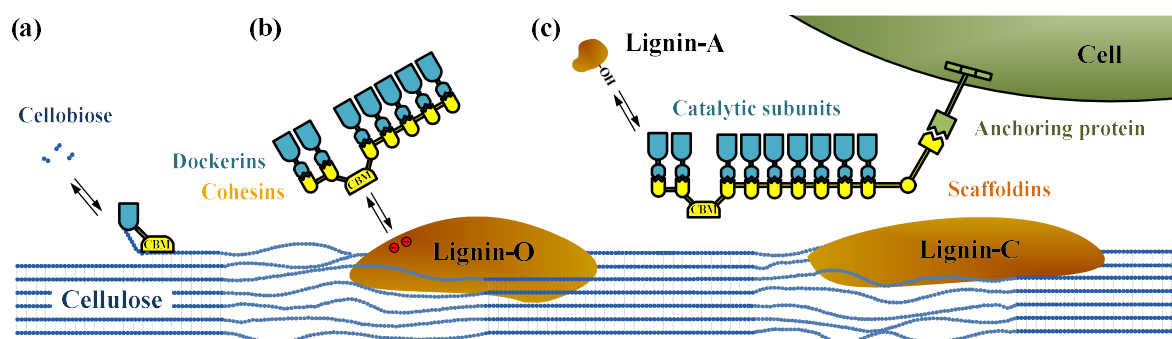 (a)
Cellobiose
CBM
Cellulose
(b)
Dockerins
Cohesins
CBM
Lignin-O
(c)
Lignin-A
OH
Catalytic subunits
CBM
Cell
Anchoring protein
Scaffoldins
Lignin-C